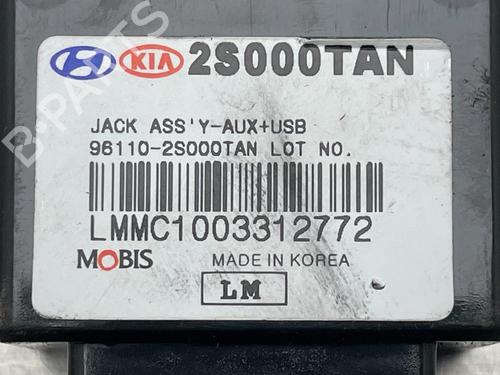 KIA 2S000TAN
JACK ASS'Y-AUX+USB
96110-2S000TAN LOT NO.
LMMC1003312772
MOBIS MADE IN KOREA
LM